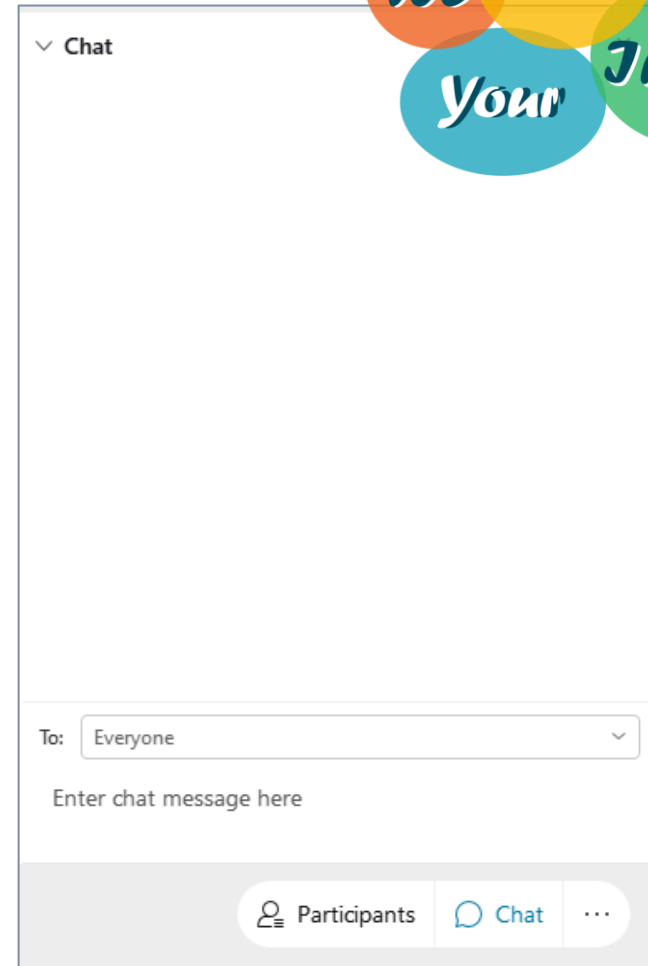 Chat
Your
To: Everyone
Enter chat message here
Participants Chat ...